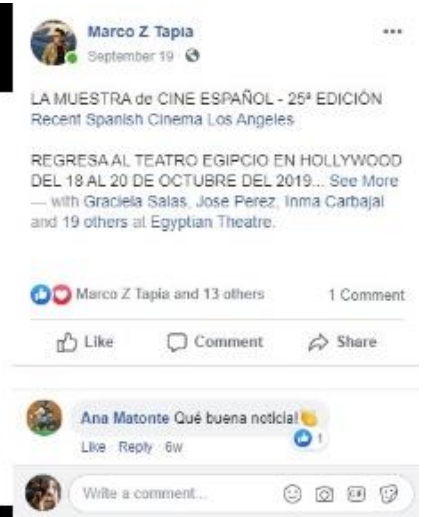 Marco Z Tapia
September 19
LA MUESTRA de CINE ESPAÑOL - 25ª EDICIÓN
Recent Spanish Cinema Los Angeles
REGRESA AL TEATRO EGIPCIO EN HOLLYWOOD
DEL 18 AL 20 DE OCTUBRE DEL 2019... See More
— with Graciela Salas, Jose Perez, Inma Carbajal
and 19 others at Egyptian Theatre.
Marco Z Tapia and 13 others 1 Comment
Like Comment Share
Ana Matonte Qué buena noticia!
Like Reply 6w 1
Write a comment... GIF